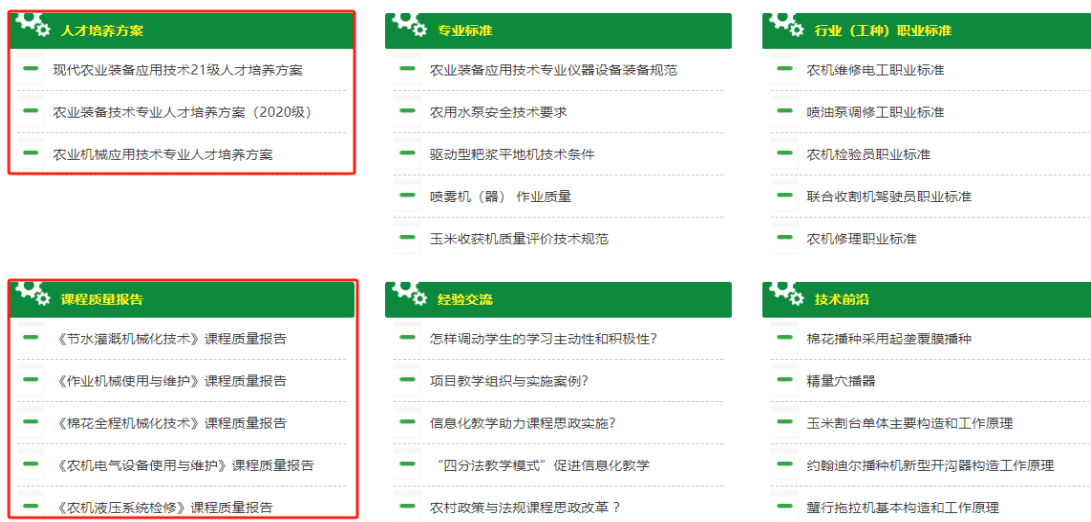 人才培养方案
现代农业装备应用技术21级人才培养方案
农业装备技术专业人才培养方案（2020级）
农业机械应用技术专业人才培养方案
专业标准
农业装备应用技术专业仪器设备装备规范
农用水泵安全技术要求
驱动型耙浆平地机技术条件
喷雾机（器） 作业质量
玉米收获机质量评价技术规范
行业（工种）职业标准
农机维修电工职业标准
喷油泵调修工职业标准
农机检验员职业标准
联合收割机驾驶员职业标准
农机修理职业标准
课程质量报告
《节水灌溉机械化技术》课程质量报告
《作业机械使用与维护》课程质量报告
《棉花全程机械化技术》课程质量报告
《农机电气设备使用与维护》课程质量报告
《农机液压系统检修》课程质量报告
经验交流
怎样调动学生的学习主动性和积极性？
项目教学组织与实施案例？
信息化教学助力课程思政实施？
“四分法教学模式”促进信息化教学
农村政策与法规课程思政改革？
技术前沿
棉花播种采用起垄覆膜播种
精量穴播器
玉米割台单体主要构造和工作原理
约翰迪尔播种机新型开沟器构造工作原理
蟹行拖拉机基本构造和工作原理